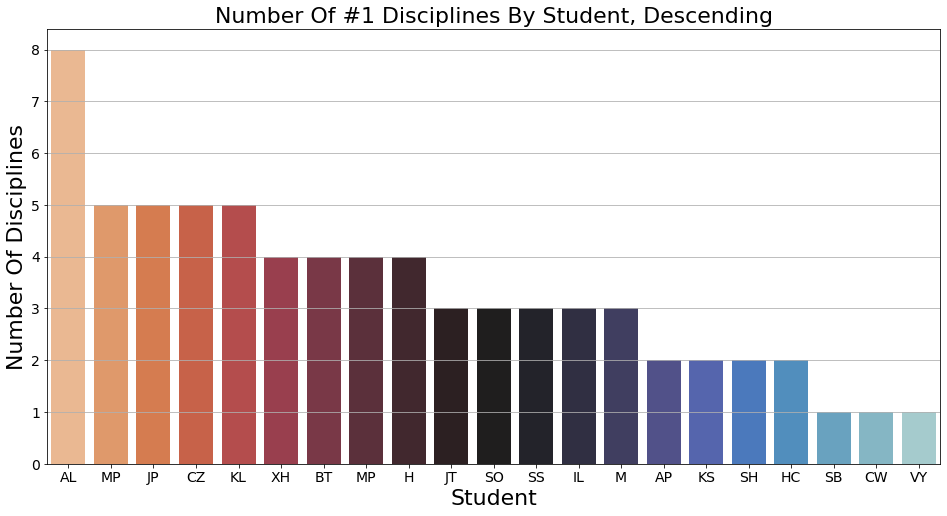 Number Of #1 Disciplines By Student, Descending
Number Of Disciplines
8
7
6
5
4
3
2
1
0
AL MP JP CZ KL XH BT MP H JT SO SS IL M AP KS SH HC SB CW VY
Student